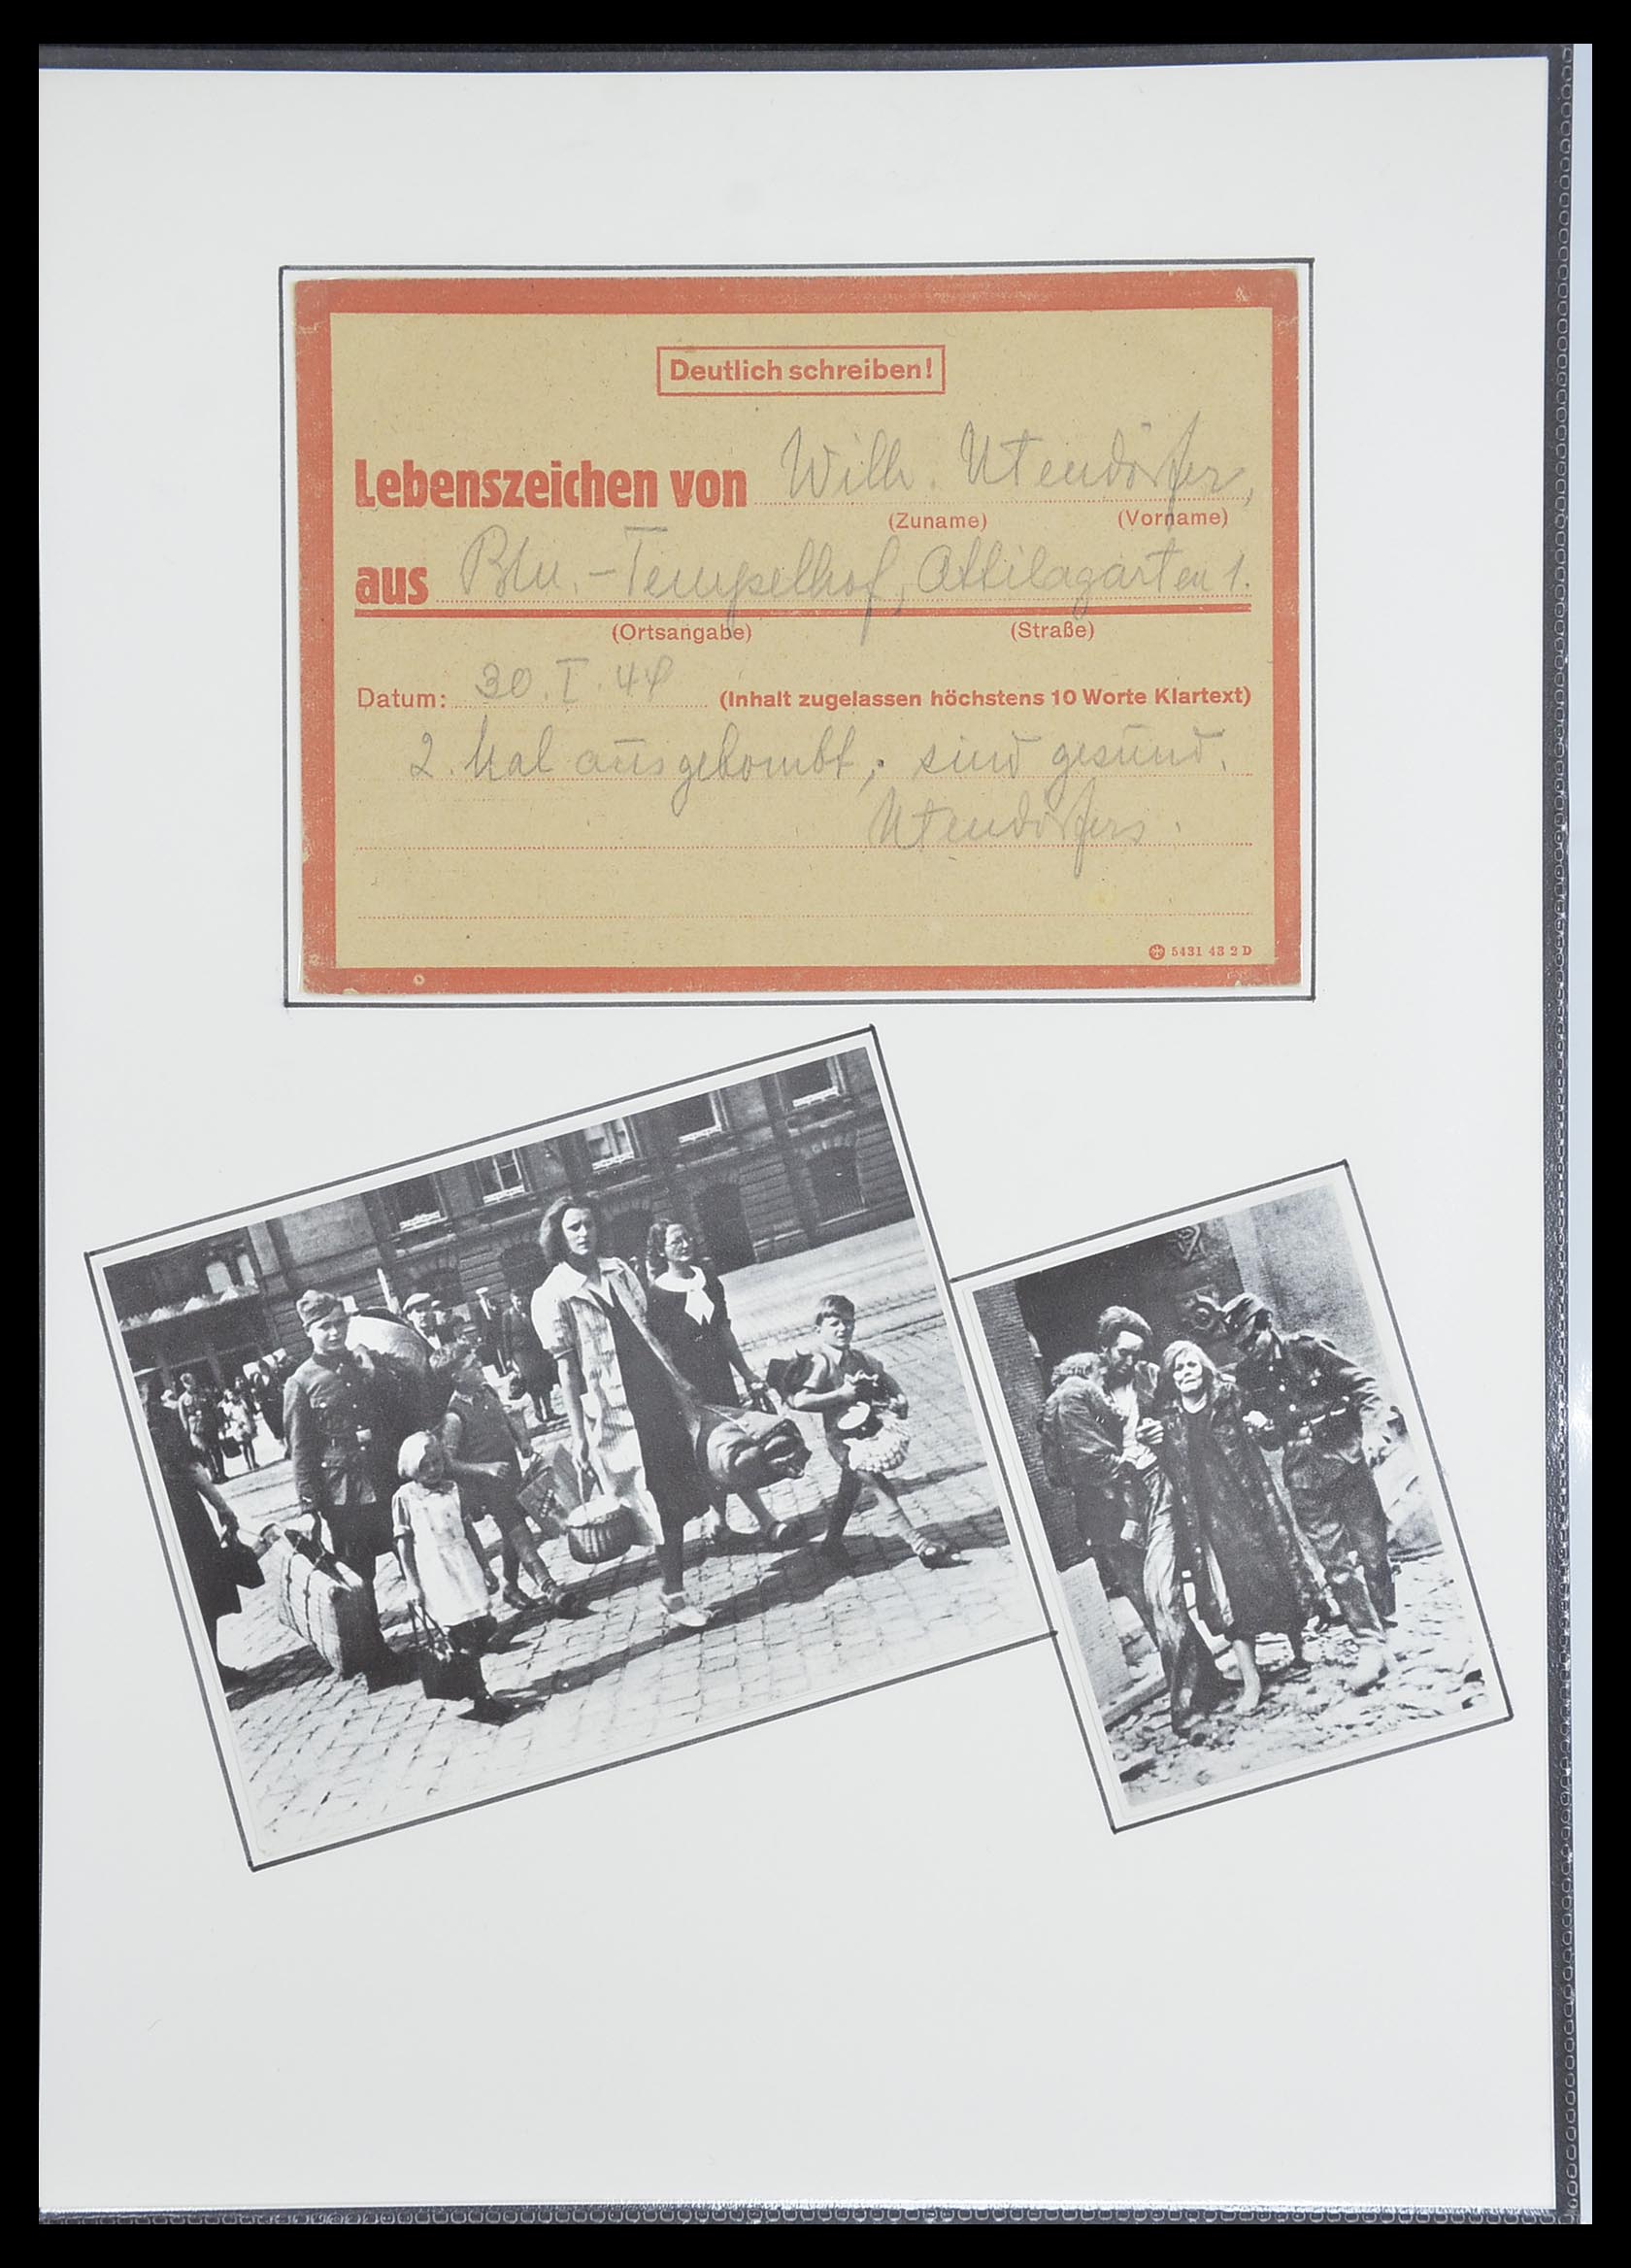 Deutlich schreiben!
Lebenszeichen von Wilh. Utendörfer,
(Zuname) (Vorname)
aus Bln.-Tempelhof, Attilagarten 1.
(Ortsangabe) (Straße)
Datum: 30. I. 44 (Inhalt zugelassen höchstens 10 Worte Klartext)
2. Mal ausgebombt; sind gesund.
Utendörfers.
5431 43 2 D